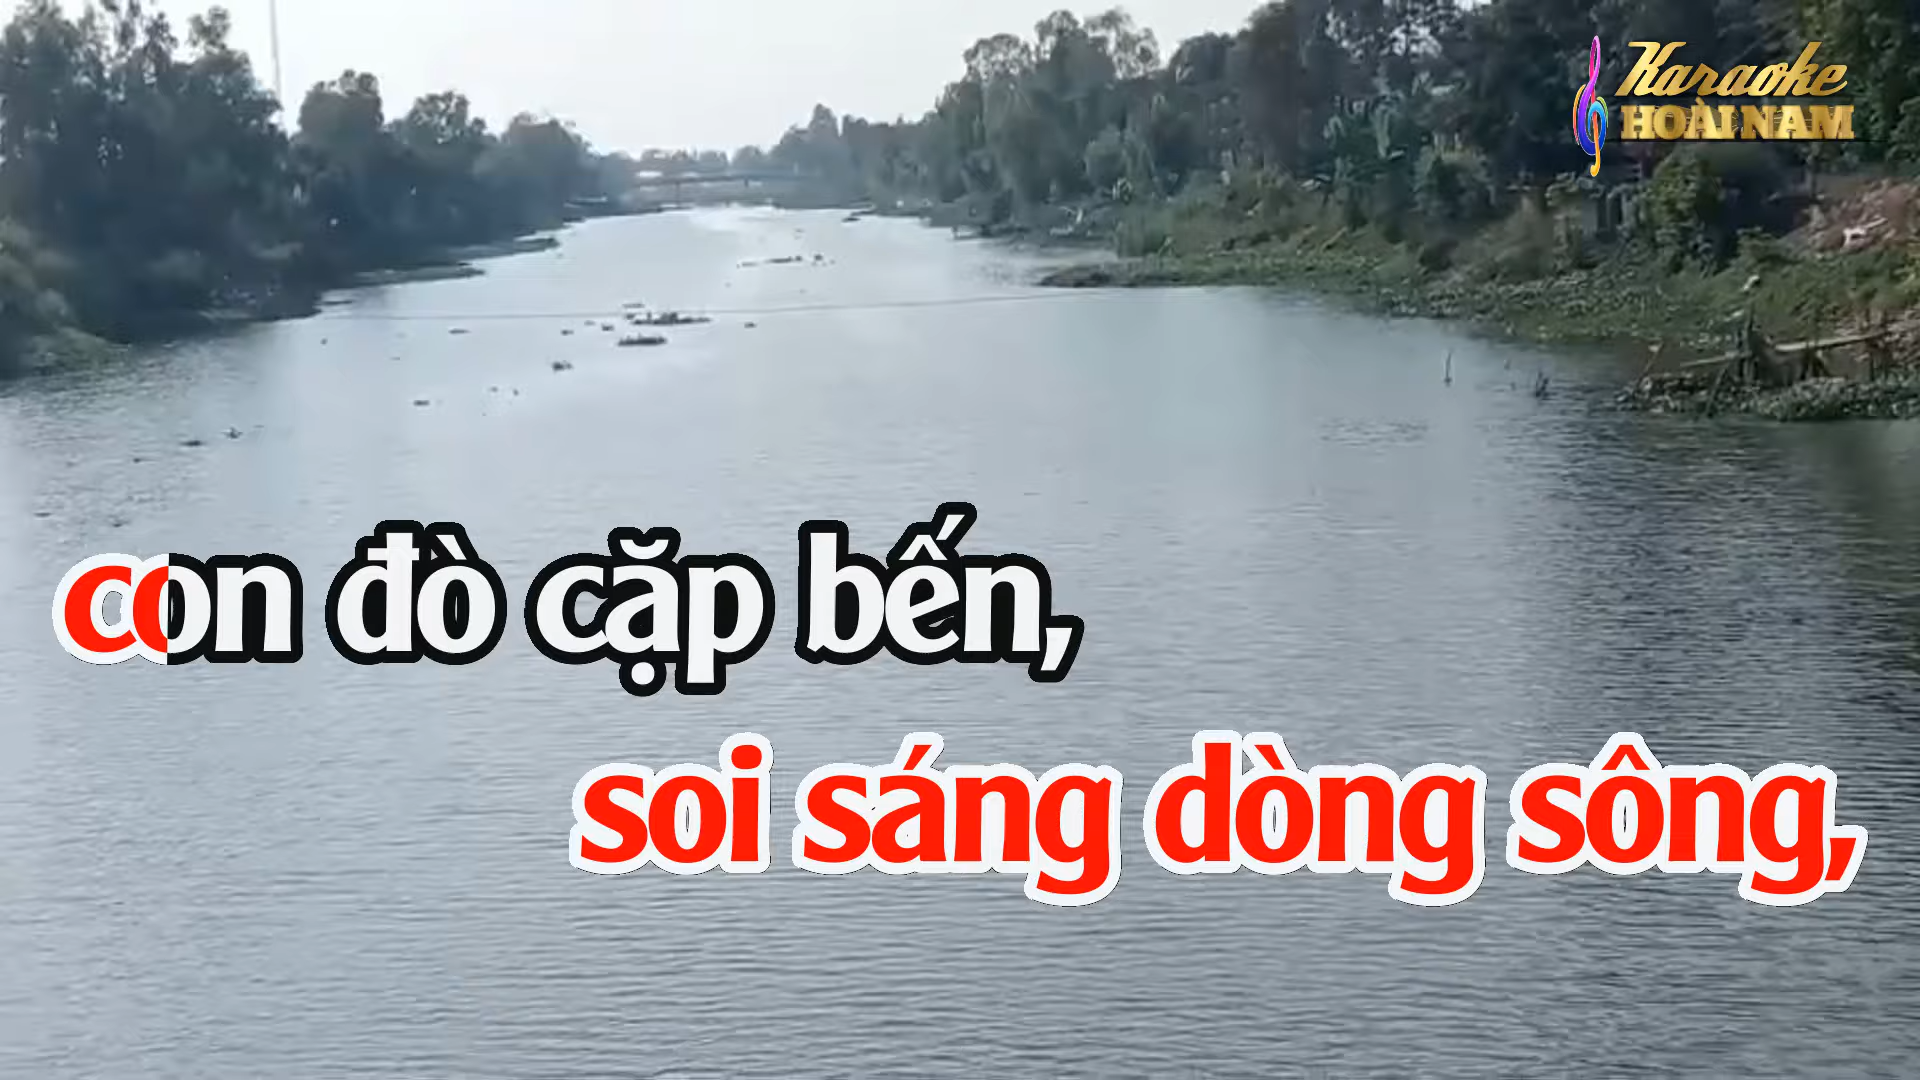 Karaoke
HOÀI NAM
con đò cặp bến,
soi sáng dòng sông,